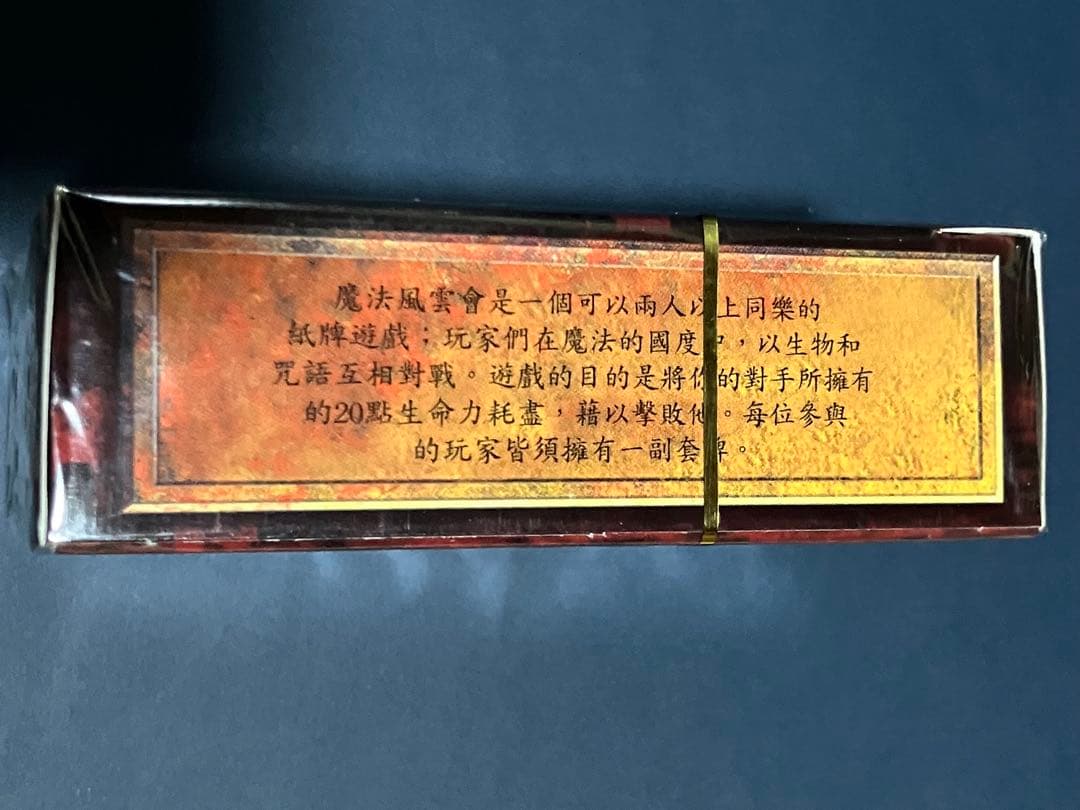 魔法風雲會是一個可以兩人以上同樂的
紙牌遊戲；玩家們在魔法的國度中，以生物和
咒語互相對戰。遊戲的目的是將你的對手所擁有
的20點生命力耗盡，藉以擊敗他。每位參與
的玩家皆須擁有一副套牌。